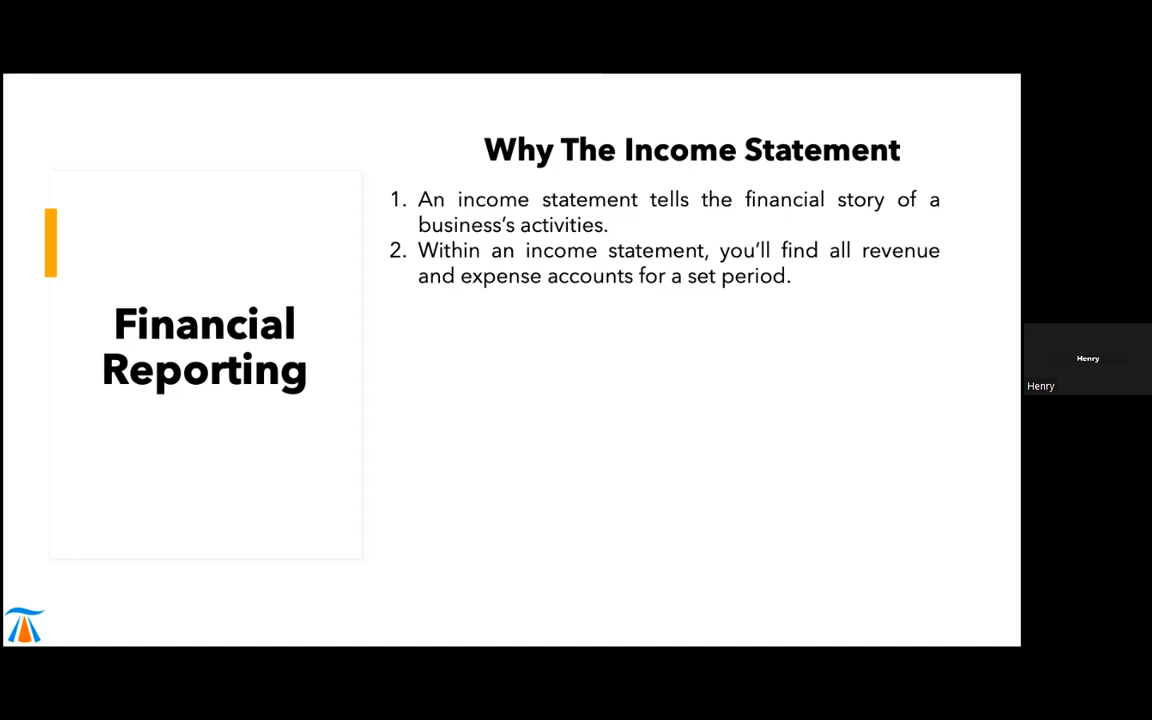 Why The Income Statement
1. An income statement tells the financial story of a
business’s activities.
2. Within an income statement, you’ll find all revenue
and expense accounts for a set period.
Financial
Reporting
Henry
Henry